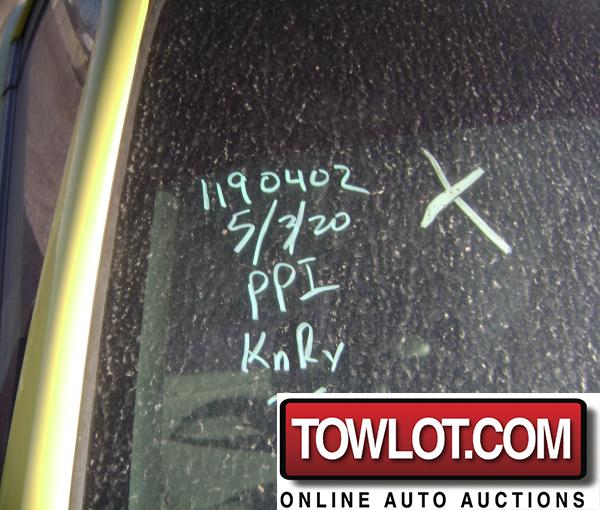 1190402
5/3/20
PPI
KnRy
X
TOWLOT.COM
ONLINE AUTO AUCTIONS